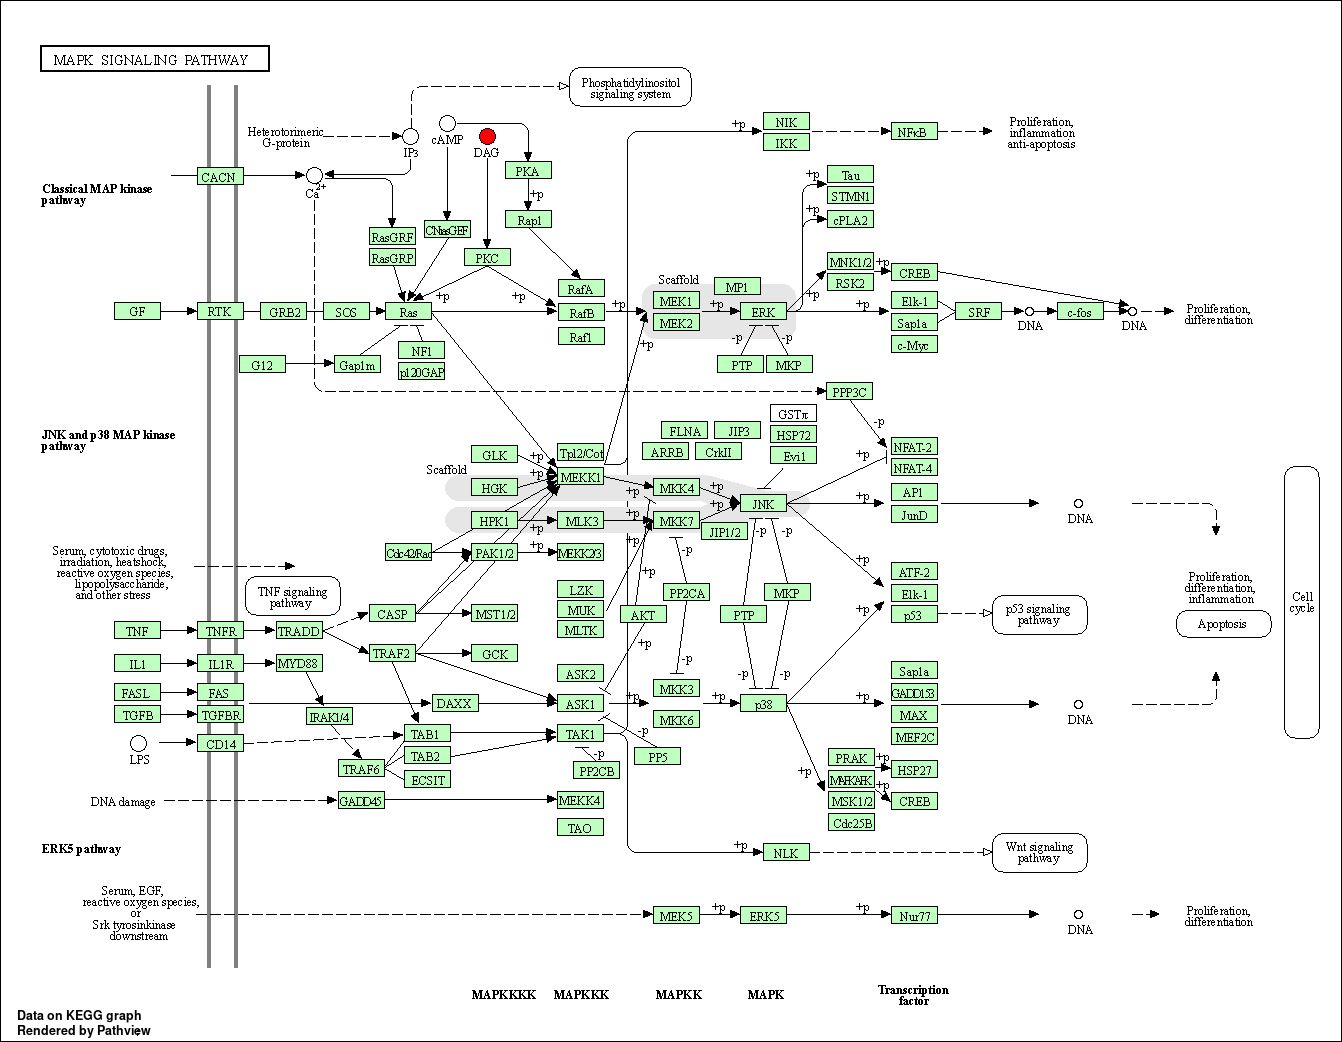 MAPK SIGNALING PATHWAY
Phosphatidylinositol
signaling system
Heterotorimeric
G-protein
IP3
cAMP
DAG
+p
NIK
IKK
NFκB
Proliferation,
inflammation
anti-apoptosis
Classical MAP kinase
pathway
CACN
Ca2+
PKA
+p
Rap1
Tau
STMN1
+p
cPLA2
+p
RasGRF
RasGRP
CNrasGEF
PKC
MNK1/2
RSK2
+p
CREB
+p
Scaffold
MP1
RafA
RafB
Raf1
+p
+p
+p
MEK1
MEK2
+p
ERK
+p
Elk-1
Sap1a
c-Myc
SRF
DNA
c-fos
DNA
Proliferation,
differentiation
GF
RTK
GRB2
SOS
Ras
G12
Gap1m
NF1
p120GAP
+p
-p
-p
PTP
MKP
PPP3C
-p
JNK and p38 MAP kinase
pathway
GSTπ
HSP72
Evi1
FLNA
JIP3
ARRB
CrkII
NFAT-2
NFAT-4
+p
Scaffold
GLK
HGK
HPK1
+p
+p
+p
+p
Tpl2/Cot
MEKK1
MLK3
MEKK2/3
+p
+p
MKK4
MKK7
+p
+p
JNK
JIP1/2
+p
AP1
JunD
DNA
Cdc42/Rac
PAK1/2
-p
-p
-p
+p
Serum, cytotoxic drugs,
irradiation, heatshock,
reactive oxygen species,
lipopolysaccharide,
and other stress
TNF signaling
pathway
LZK
MUK
MLTK
+p
AKT
PP2CA
PTP
MKP
ATF-2
Elk-1
p53
+p
p53 signaling
pathway
Proliferation,
differentiation,
inflammation
Apoptosis
Cell
cycle
CASP
MST1/2
TNF
TNFR
TRADD
TRAF2
GCK
+p
-p
-p
-p
IL1
IL1R
MYD88
ASK2
MKK3
MKK6
Sap1a
GADD153
MAX
MEF2C
FASL
FAS
DAXX
ASK1
+p
+p
p38
+p
DNA
TGFB
TGFBR
IRAK1/4
LPS
CD14
TAB1
TAB2
ECSIT
TRAF6
TAK1
-p
PP2CB
PP5
+p
PRAK
MAPKAPK
MSK1/2
Cdc25B
+p
+p
HSP27
CREB
DNA damage
GADD45
MEKK4
TAO
ERK5 pathway
+p
NLK
Wnt signaling
pathway
Serum, EGF,
reactive oxygen species,
or
Srk tyrosinkinase
downstream
MEK5
+p
ERK5
+p
Nur77
DNA
Proliferation,
differentiation
MAPKKKK
MAPKKK
MAPKK
MAPK
Transcription
factor
Data on KEGG graph
Rendered by Pathview